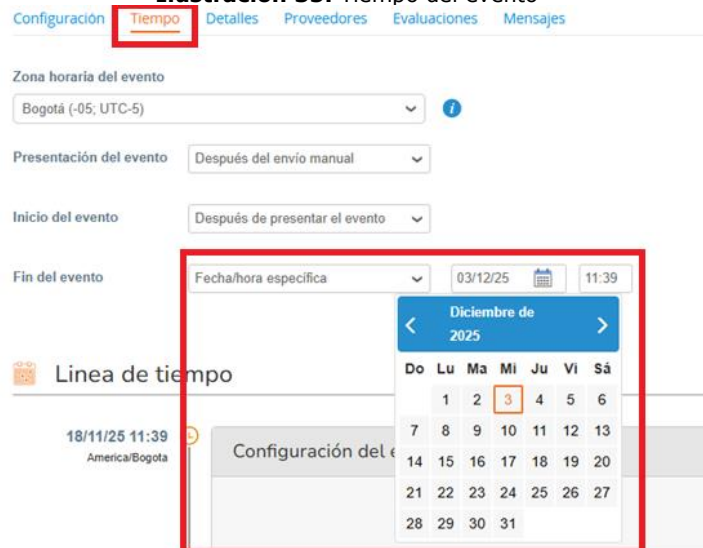 Ilustración 33. Tiempo del evento
Configuración Tiempo Detalles Proveedores Evaluaciones Mensajes
Zona horaria del evento
Bogotá (-05; UTC-5)
Presentación del evento Después del envío manual
Inicio del evento Después de presentar el evento
Fin del evento Fecha/hora específica 03/12/25 11:39
Diciembre de
2025
Do Lu Ma Mi Ju Vi Sá
1 2 3 4 5 6
7 8 9 10 11 12 13
14 15 16 17 18 19 20
21 22 23 24 25 26 27
28 29 30 31
Linea de tiempo
18/11/25 11:39
America/Bogota
Configuración del